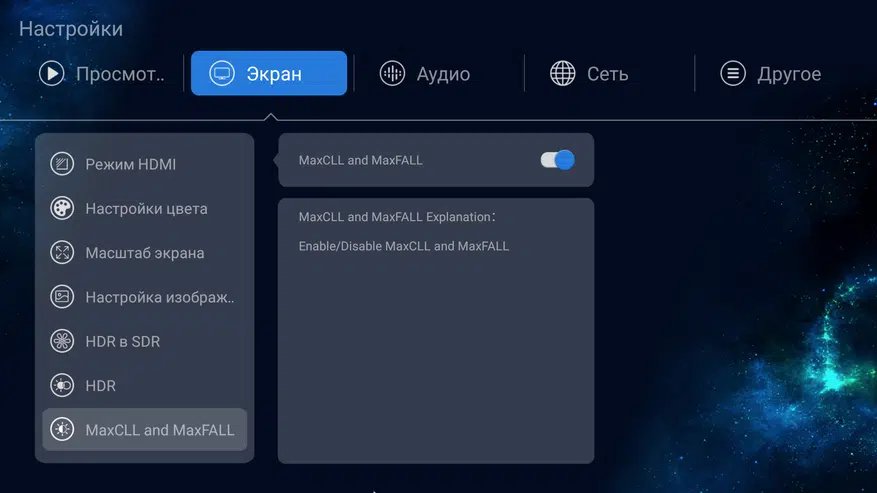 Настройки
Просмот..
Экран
Аудио
Сеть
Другое
Режим HDMI
Настройки цвета
Масштаб экрана
Настройка изображ..
HDR в SDR
HDR
MaxCLL and MaxFALL
MaxCLL and MaxFALL
MaxCLL and MaxFALL Explanation：
Enable/Disable MaxCLL and MaxFALL